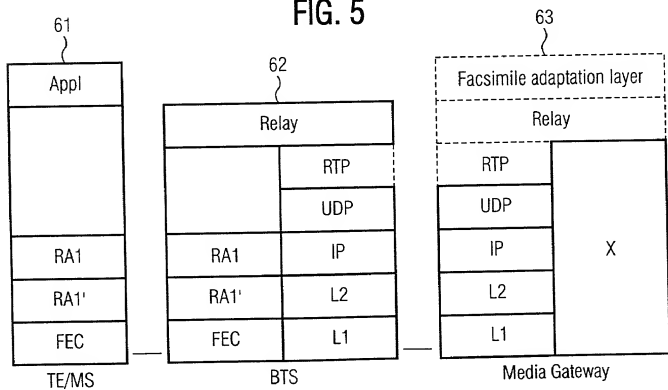 FIG. 5
61
62
63
Appl
Facsimile adaptation layer
Relay
Relay
RTP
RTP
UDP
UDP
RA1
RA1
IP
IP
X
RA1'
RA1'
L2
L2
FEC
FEC
L1
L1
TE/MS
BTS
Media Gateway